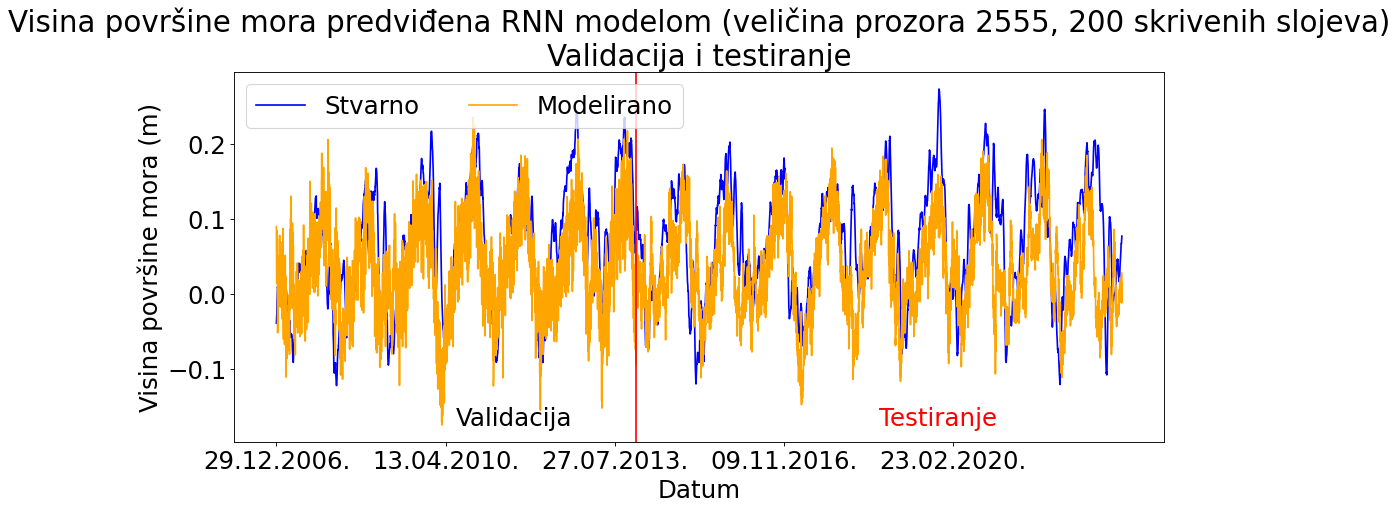 Visina površine mora predviđena RNN modelom (veličina prozora 2555, 200 skrivenih slojeva)
Validacija i testiranje
Stvarno Modelirano
Visina površine mora (m)
0.2
0.1
0.0
−0.1
Validacija
Testiranje
29.12.2006. 13.04.2010. 27.07.2013. 09.11.2016. 23.02.2020.
Datum